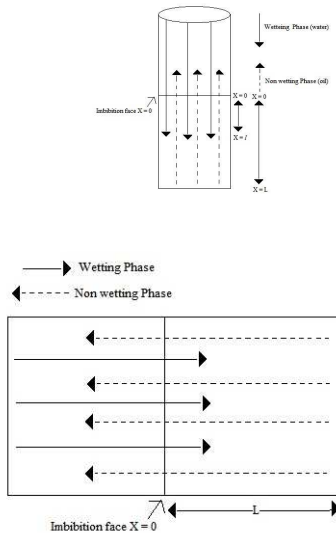 Wetteing Phase (water)
Non wetting Phase (oil)
Imbibition face X = 0
X = 0
X = 0
X = l
X = L
Wetting Phase
Non wetting Phase
L
Imbibition face X = 0